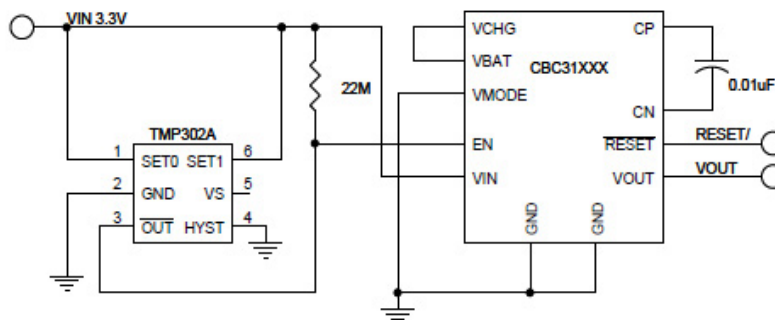 VIN 3.3V
22M
TMP302A
1 SET0 SET1 6
2 GND VS 5
3 OUT HYST 4
VCHG CP
VBAT
CBC31XXX
VMODE
0.01uF
CN
EN RESET RESET/
VIN VOUT VOUT
GND GND